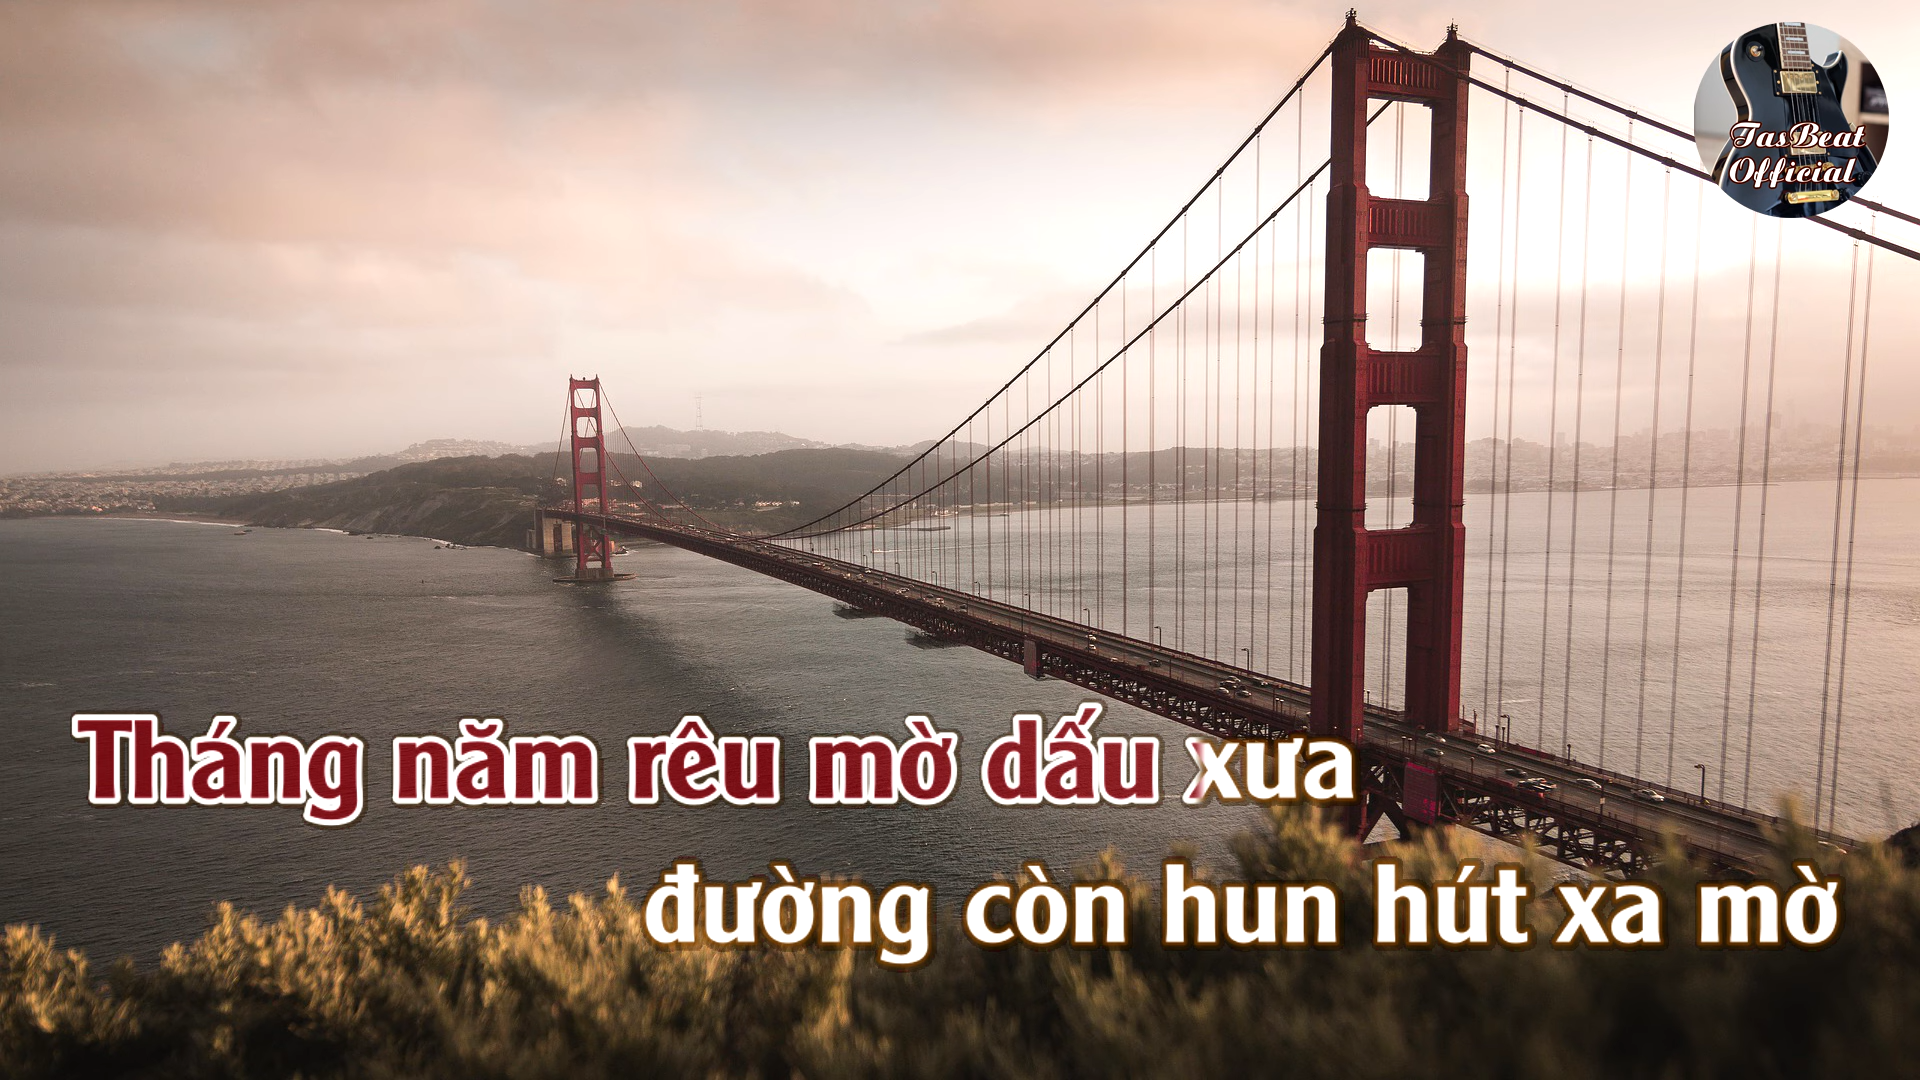 TasBeat
Official
Tháng năm rêu mờ dấu xưa
đường còn hun hút xa mờ